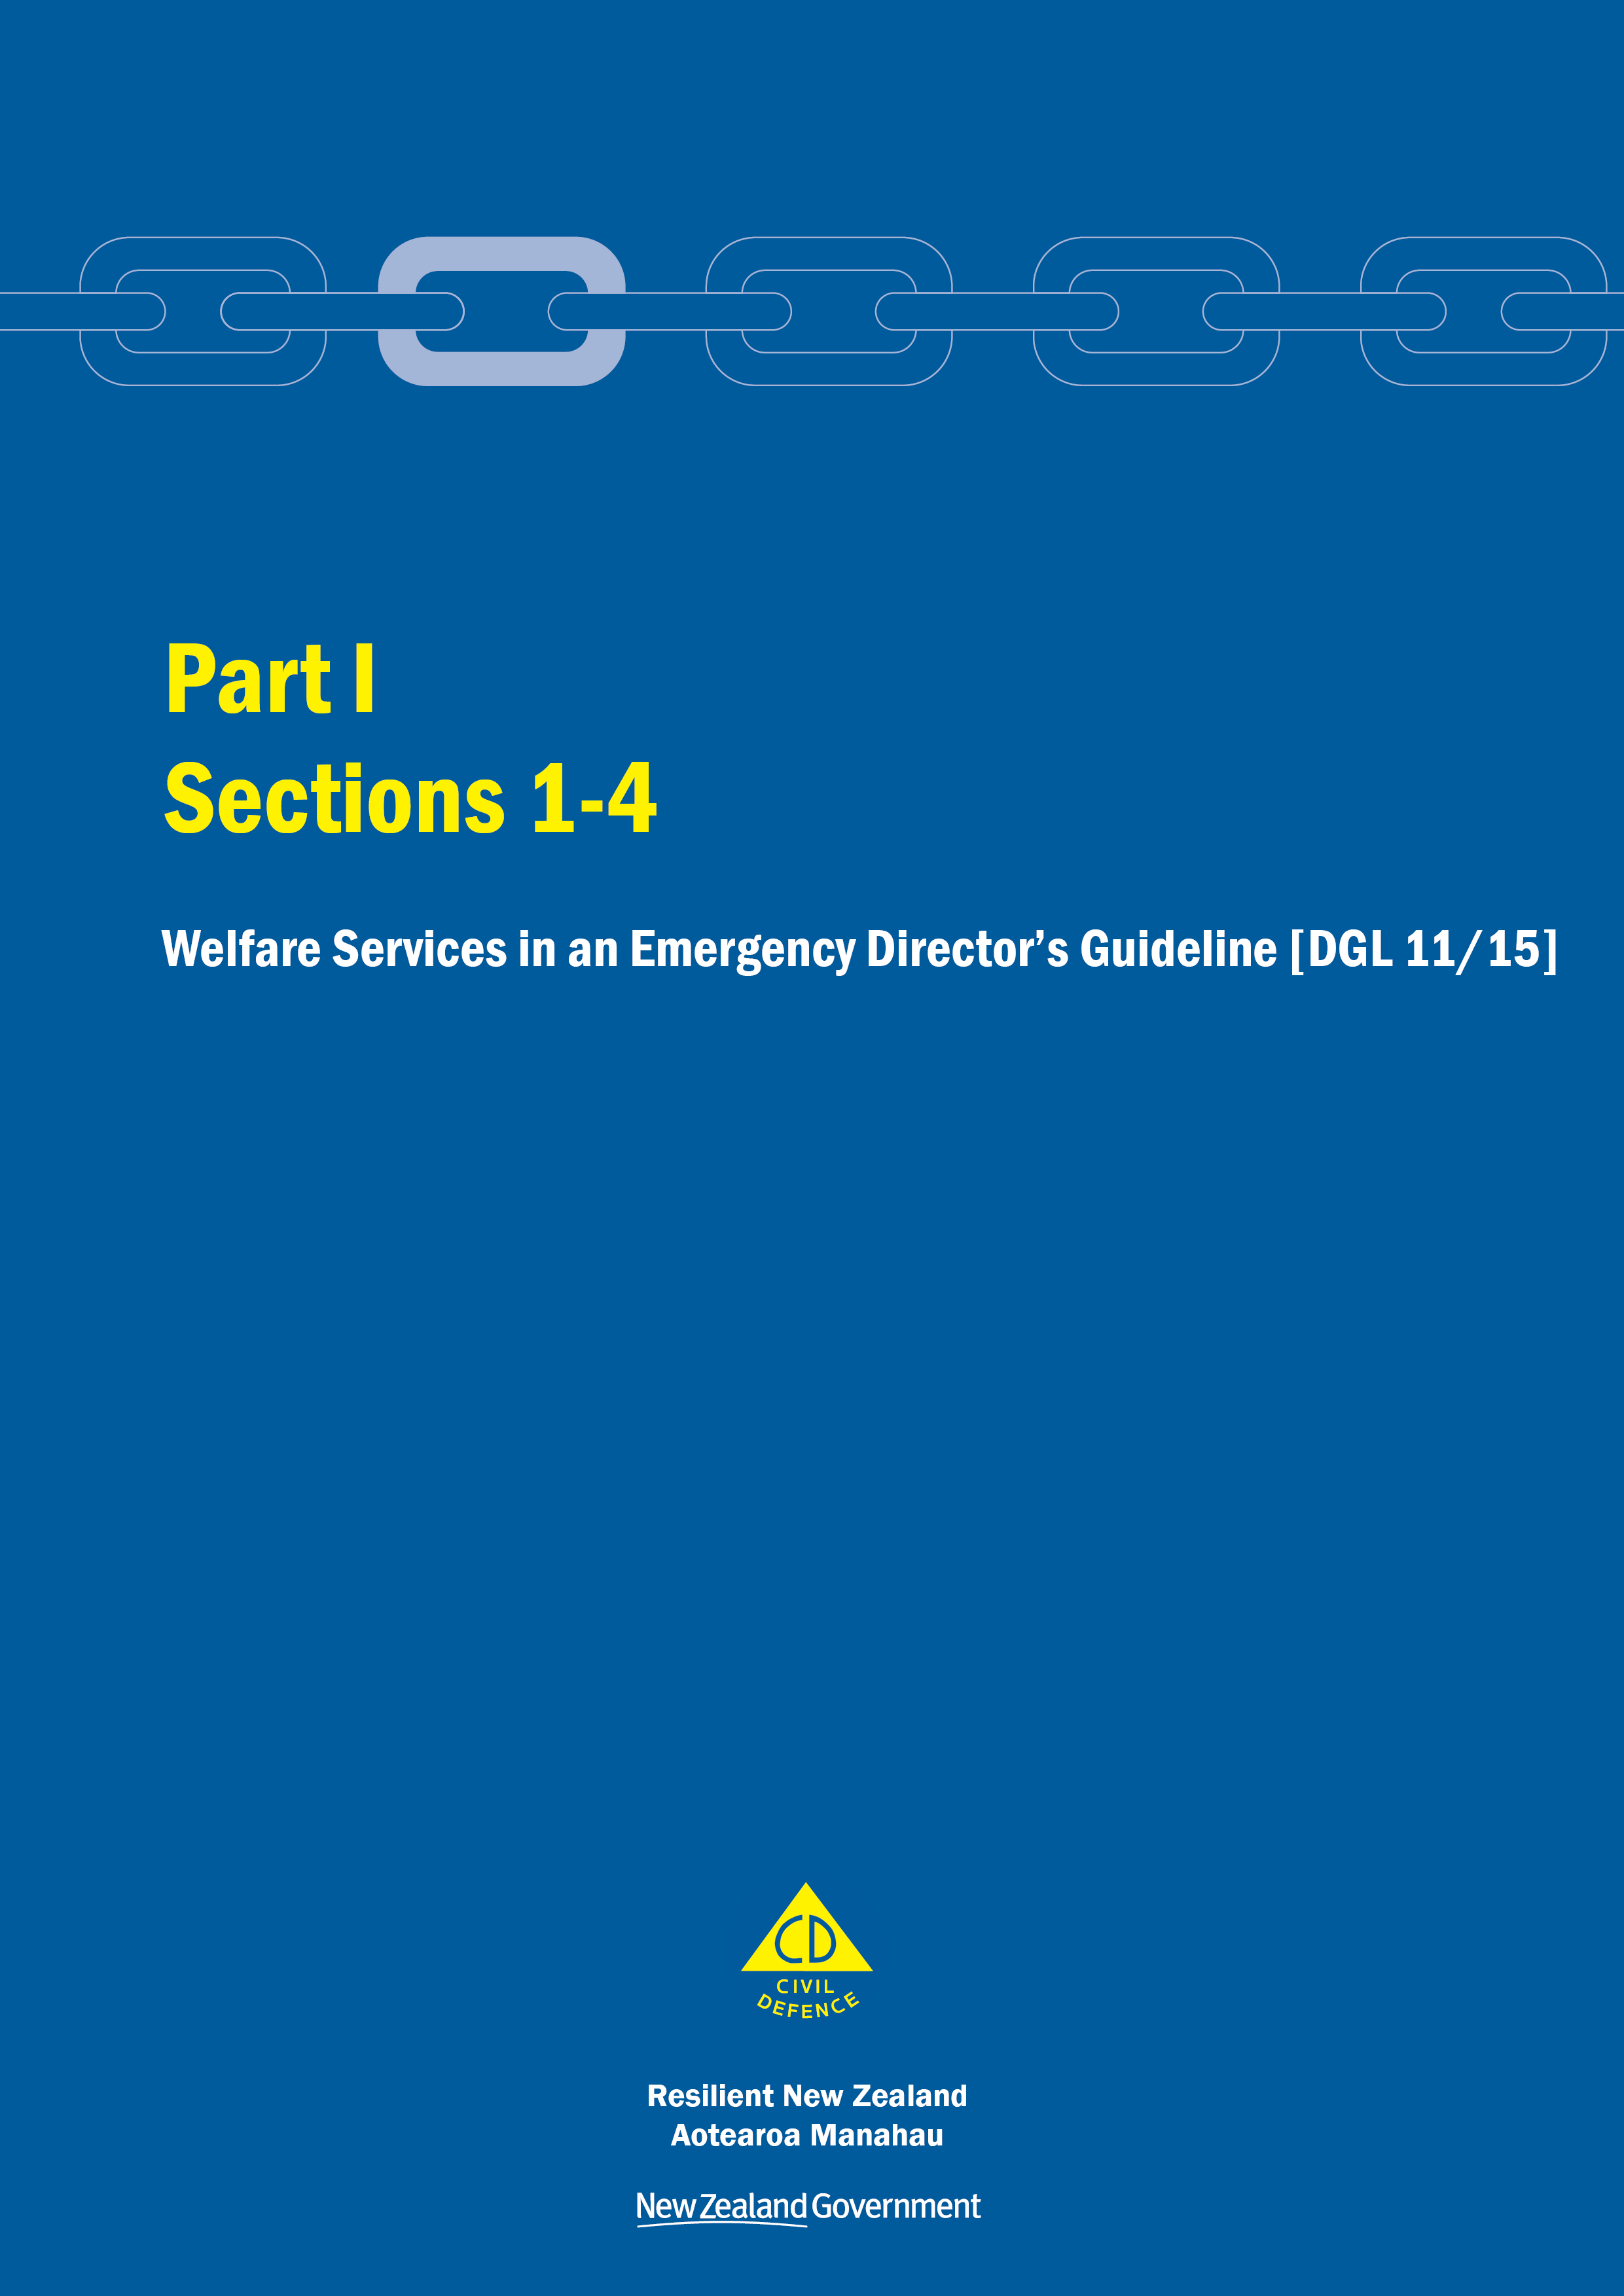 Part I
Sections 1-4
Welfare Services in an Emergency Director’s Guideline [DGL 11/15]
CD
CIVIL
DEFENCE
Resilient New Zealand
Aotearoa Manahau
New Zealand Government